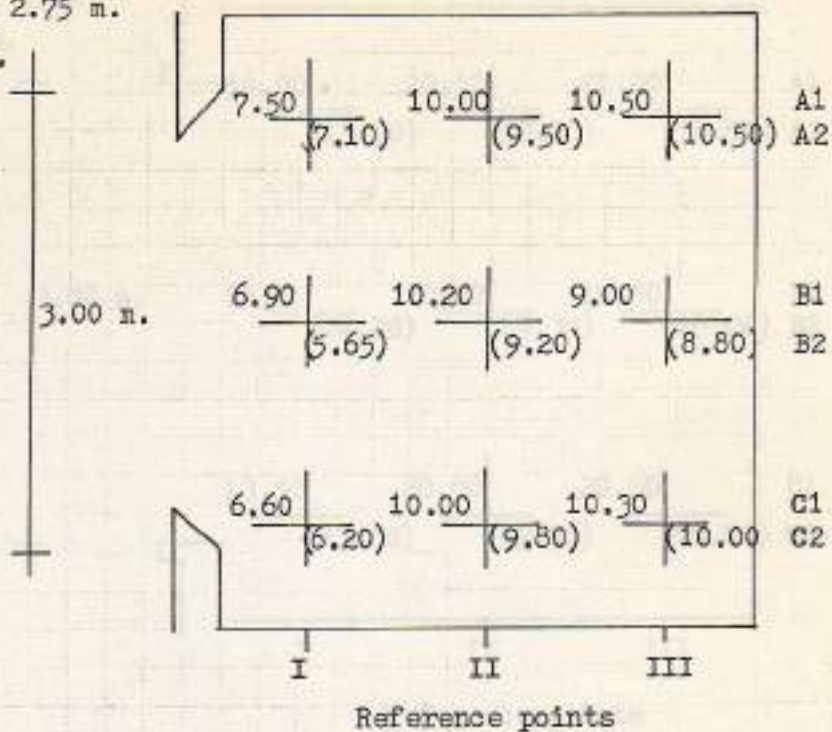 2.75 m.
7.50 10.00 10.50 A1
(7.10) (9.50) (10.50) A2
6.90 10.20 9.00 B1
3.00 m.
(5.65) (9.20) (8.80) B2
6.60 10.00 10.30 C1
(6.20) (9.80) (10.00 C2
I II III
Reference points